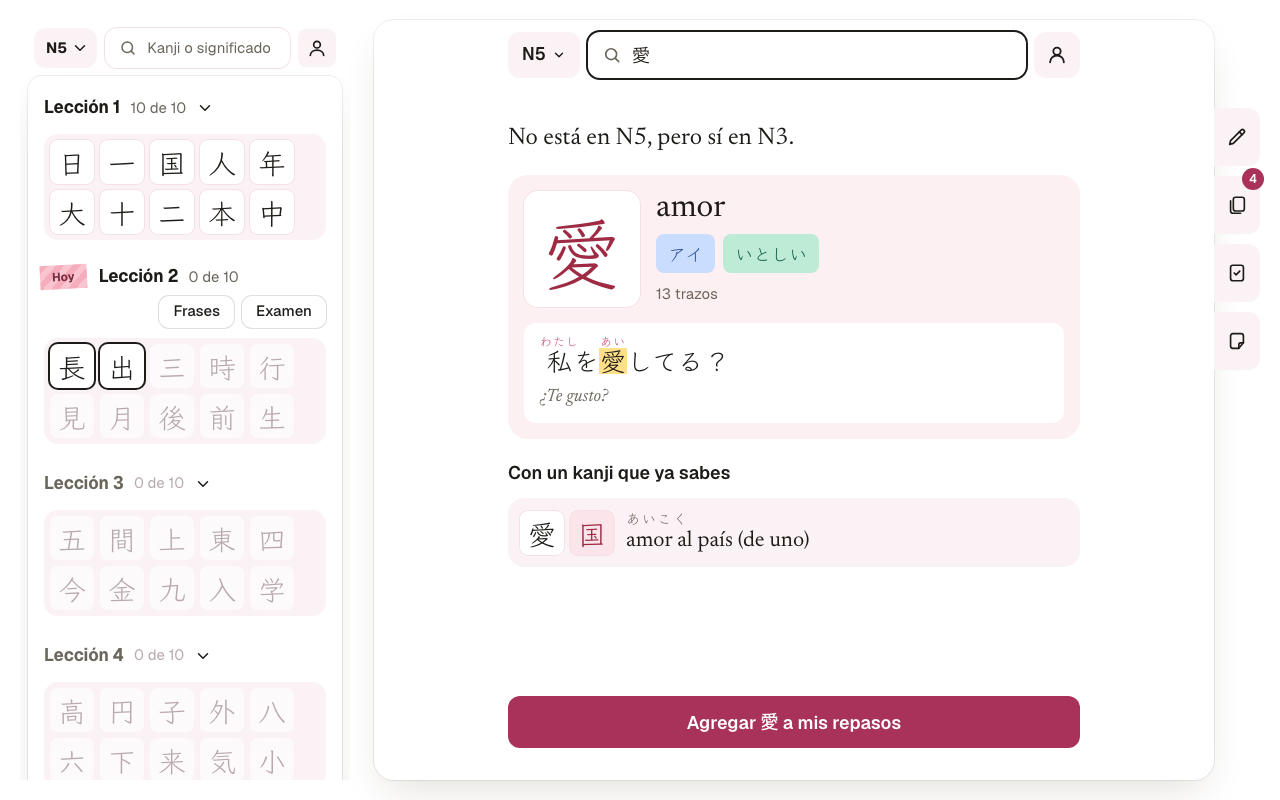 N5
Kanji o significado
Lección 1 10 de 10
日 一 国 人 年
大 十 二 本 中
Hoy Lección 2 0 de 10
Frases Examen
長 出 三 時 行
見 月 後 前 生
Lección 3 0 de 10
五 間 上 東 四
今 金 九 入 学
Lección 4 0 de 10
高 円 子 外 八
六 下 来 気 小
N5 愛
No está en N5, pero sí en N3.
愛
amor
アイ いとしい
13 trazos
わたし あい
私を愛してる？
¿Te gusto?
Con un kanji que ya sabes
愛 国
あいこく
amor al país (de uno)
Agregar 愛 a mis repasos
4